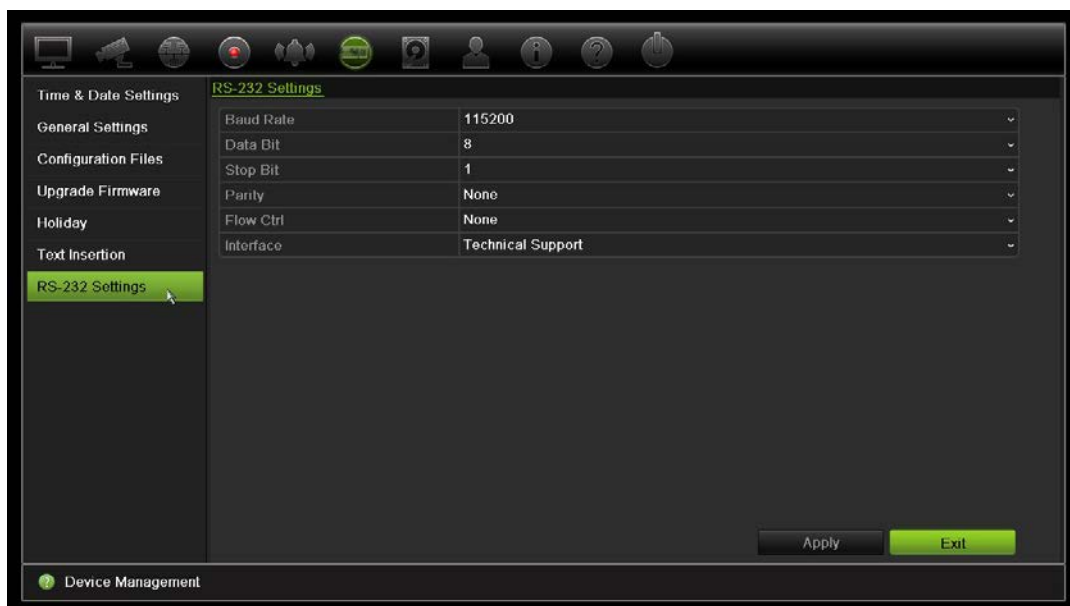 Time & Date Settings
General Settings
Configuration Files
Upgrade Firmware
Holiday
Text Insertion
RS-232 Settings
RS-232 Settings
Baud Rate 115200
Data Bit 8
Stop Bit 1
Parity None
Flow Ctrl None
Interface Technical Support
Apply Exit
Device Management